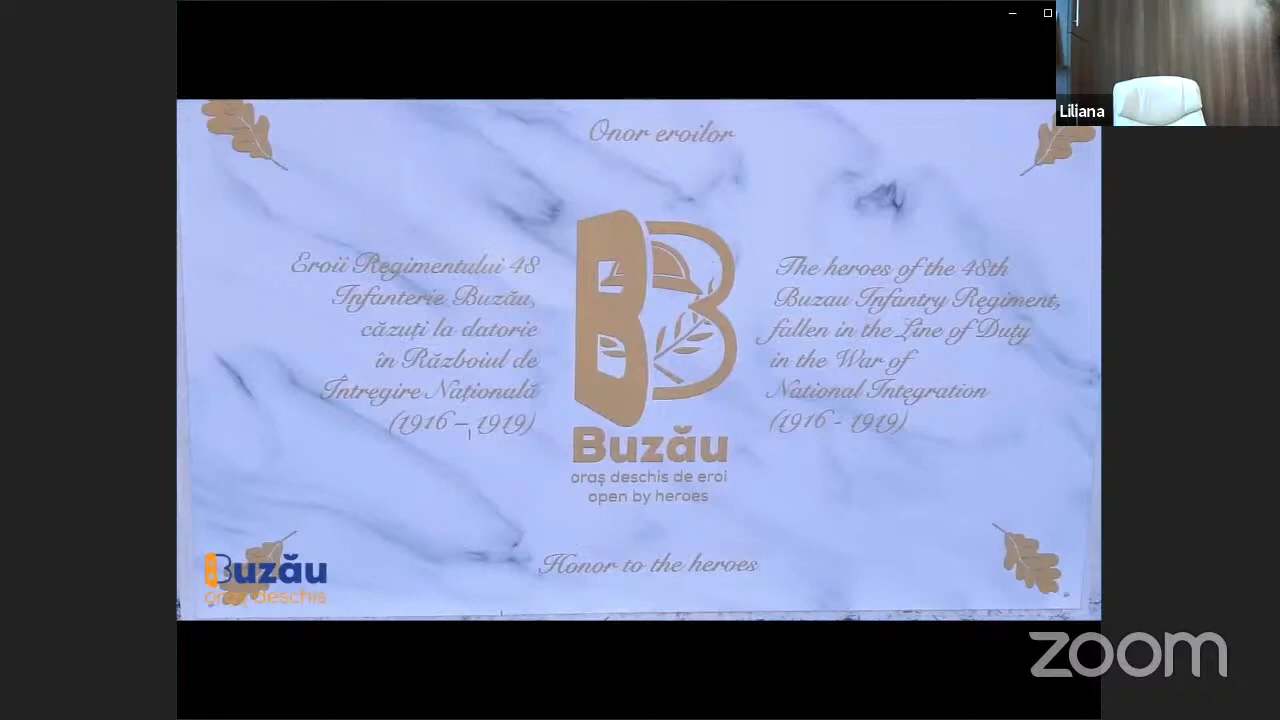 Liliana
Onor eroilor
Eroii Regimentului 48
Infanterie Buzău,
căzuți la datorie
în Războiul de
Întregire Națională
(1916 – 1919)
The heroes of the 48th
Buzau Infantry Regiment,
fallen in the Line of Duty
in the War of
National Integration
(1916 - 1919)
Buzău
oraș deschis de eroi
open by heroes
Honor to the heroes
Buzău
oraș deschis
zoom